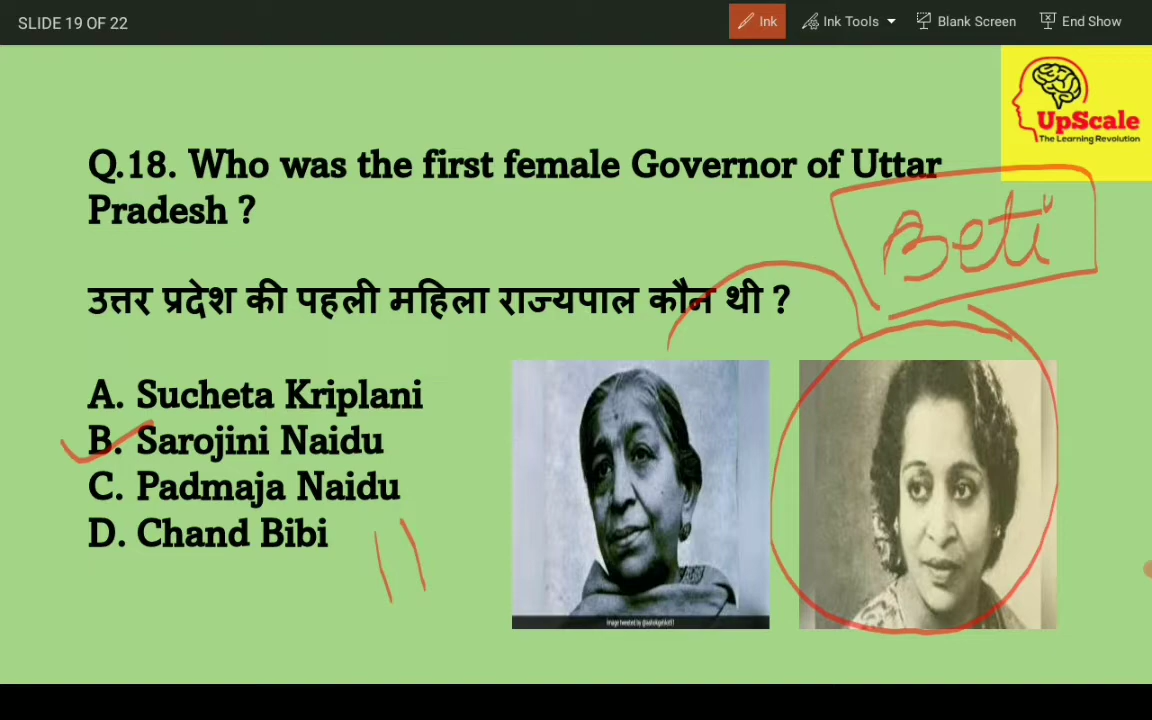 SLIDE 19 OF 22
Ink
Ink Tools
Blank Screen
End Show
UpScale
The Learning Revolution
Q.18. Who was the first female Governor of Uttar
Pradesh ?
Beti
उत्तर प्रदेश की पहली महिला राज्यपाल कौन थी ?
A. Sucheta Kriplani
B. Sarojini Naidu
C. Padmaja Naidu
D. Chand Bibi